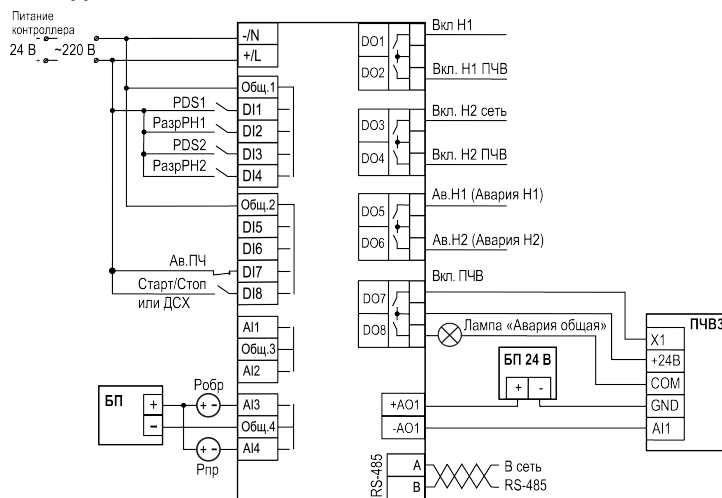 Питание
контроллера
24 В ~220 В
-/N
+/L
Общ.1
PDS1
DI1
РазрРН1
DI2
PDS2
DI3
РазрРН2
DI4
Общ.2
DI5
DI6
Ав.ПЧ
DI7
Старт/Стоп
или ДСХ
DI8
AI1
Общ.3
AI2
БП
+
−
Робр
+ -
AI3
Общ.4
+ -
AI4
Рпр
Вкл Н1
DO1
DO2
Вкл. Н1 ПЧВ
Вкл. Н2 сеть
DO3
DO4
Вкл. Н2 ПЧВ
Ав.Н1 (Авария Н1)
DO5
DO6
Ав.Н2 (Авария Н2)
Вкл. ПЧВ
DO7
DO8
Лампа «Авария общая»
БП 24 В
+ -
+AO1
-AO1
ПЧВ3
X1
+24В
COM
GND
AI1
RS-485
A
B
В сеть
RS-485